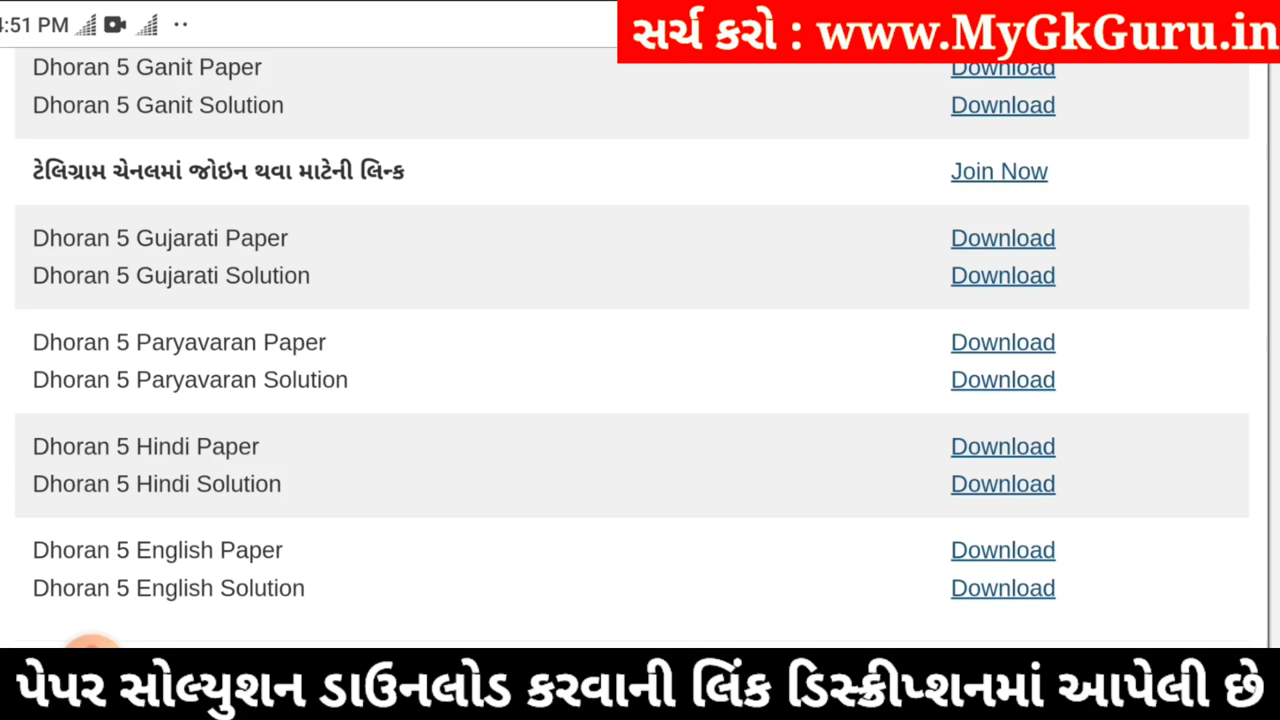 4:51 PM
સર્ચ કરો : www.MyGkGuru.in
Dhoran 5 Ganit Paper Download
Dhoran 5 Ganit Solution Download
ટેલિગ્રામ ચેનલમાં જોઇન થવા માટેની લિન્ક Join Now
Dhoran 5 Gujarati Paper Download
Dhoran 5 Gujarati Solution Download
Dhoran 5 Paryavaran Paper Download
Dhoran 5 Paryavaran Solution Download
Dhoran 5 Hindi Paper Download
Dhoran 5 Hindi Solution Download
Dhoran 5 English Paper Download
Dhoran 5 English Solution Download
પેપર સોલ્યુશન ડાઉનલોડ કરવાની લિંક ડિસ્ક્રીપ્શનમાં આપેલી છે